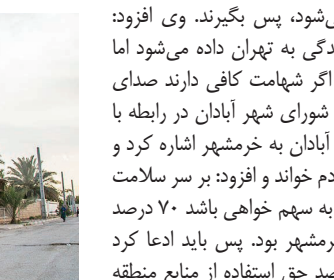 می‌شود، پس بگیرند. وی افزود:
دگی به تهران داده می‌شود اما
اگر شهامت کافی دارند صدای
شورای شهر آبادان در رابطه با
آبادان به خرمشهر اشاره کرد و
دم خواند و افزود: بر سر سلامت
به سهم خواهی باشد ۷۰ درصد
رمشهر بود. پس باید ادعا کرد
صد حق استفاده از منابع منطقه